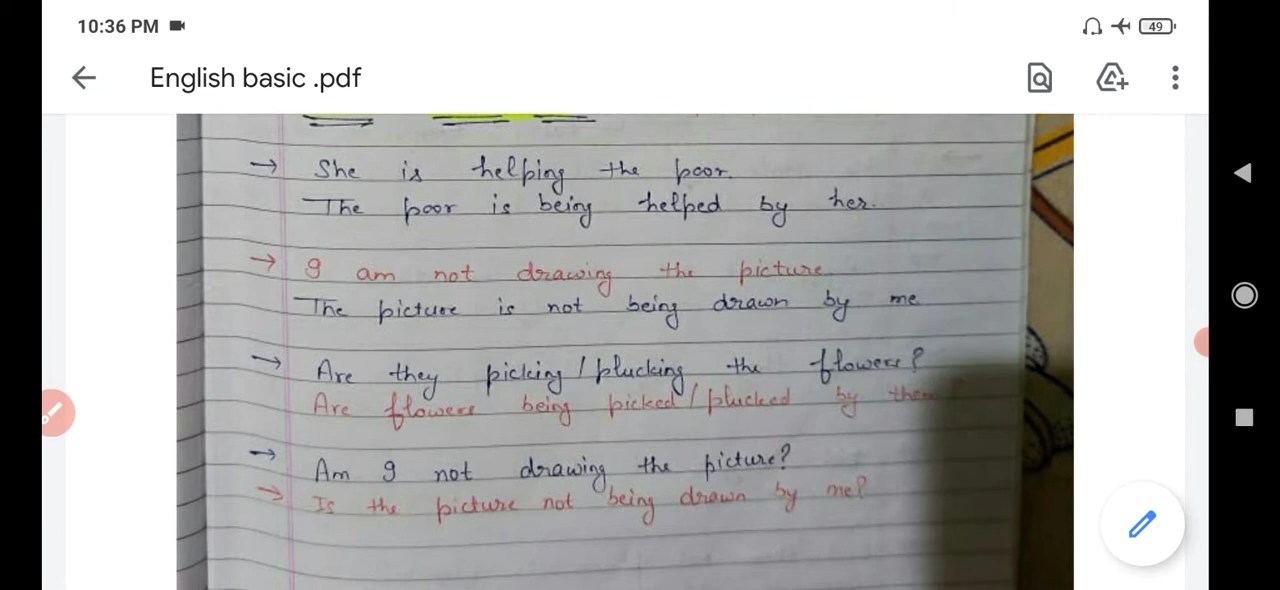 10:36 PM
49
English basic .pdf
→ She is helping the poor.
The poor is being helped by her.
→ I am not drawing the picture
The picture is not being drawn by me
→ Are they picking / plucking the flowers?
Are flowers being picked / plucked by them
→ Am I not drawing the picture?
→ Is the picture not being drawn by me?